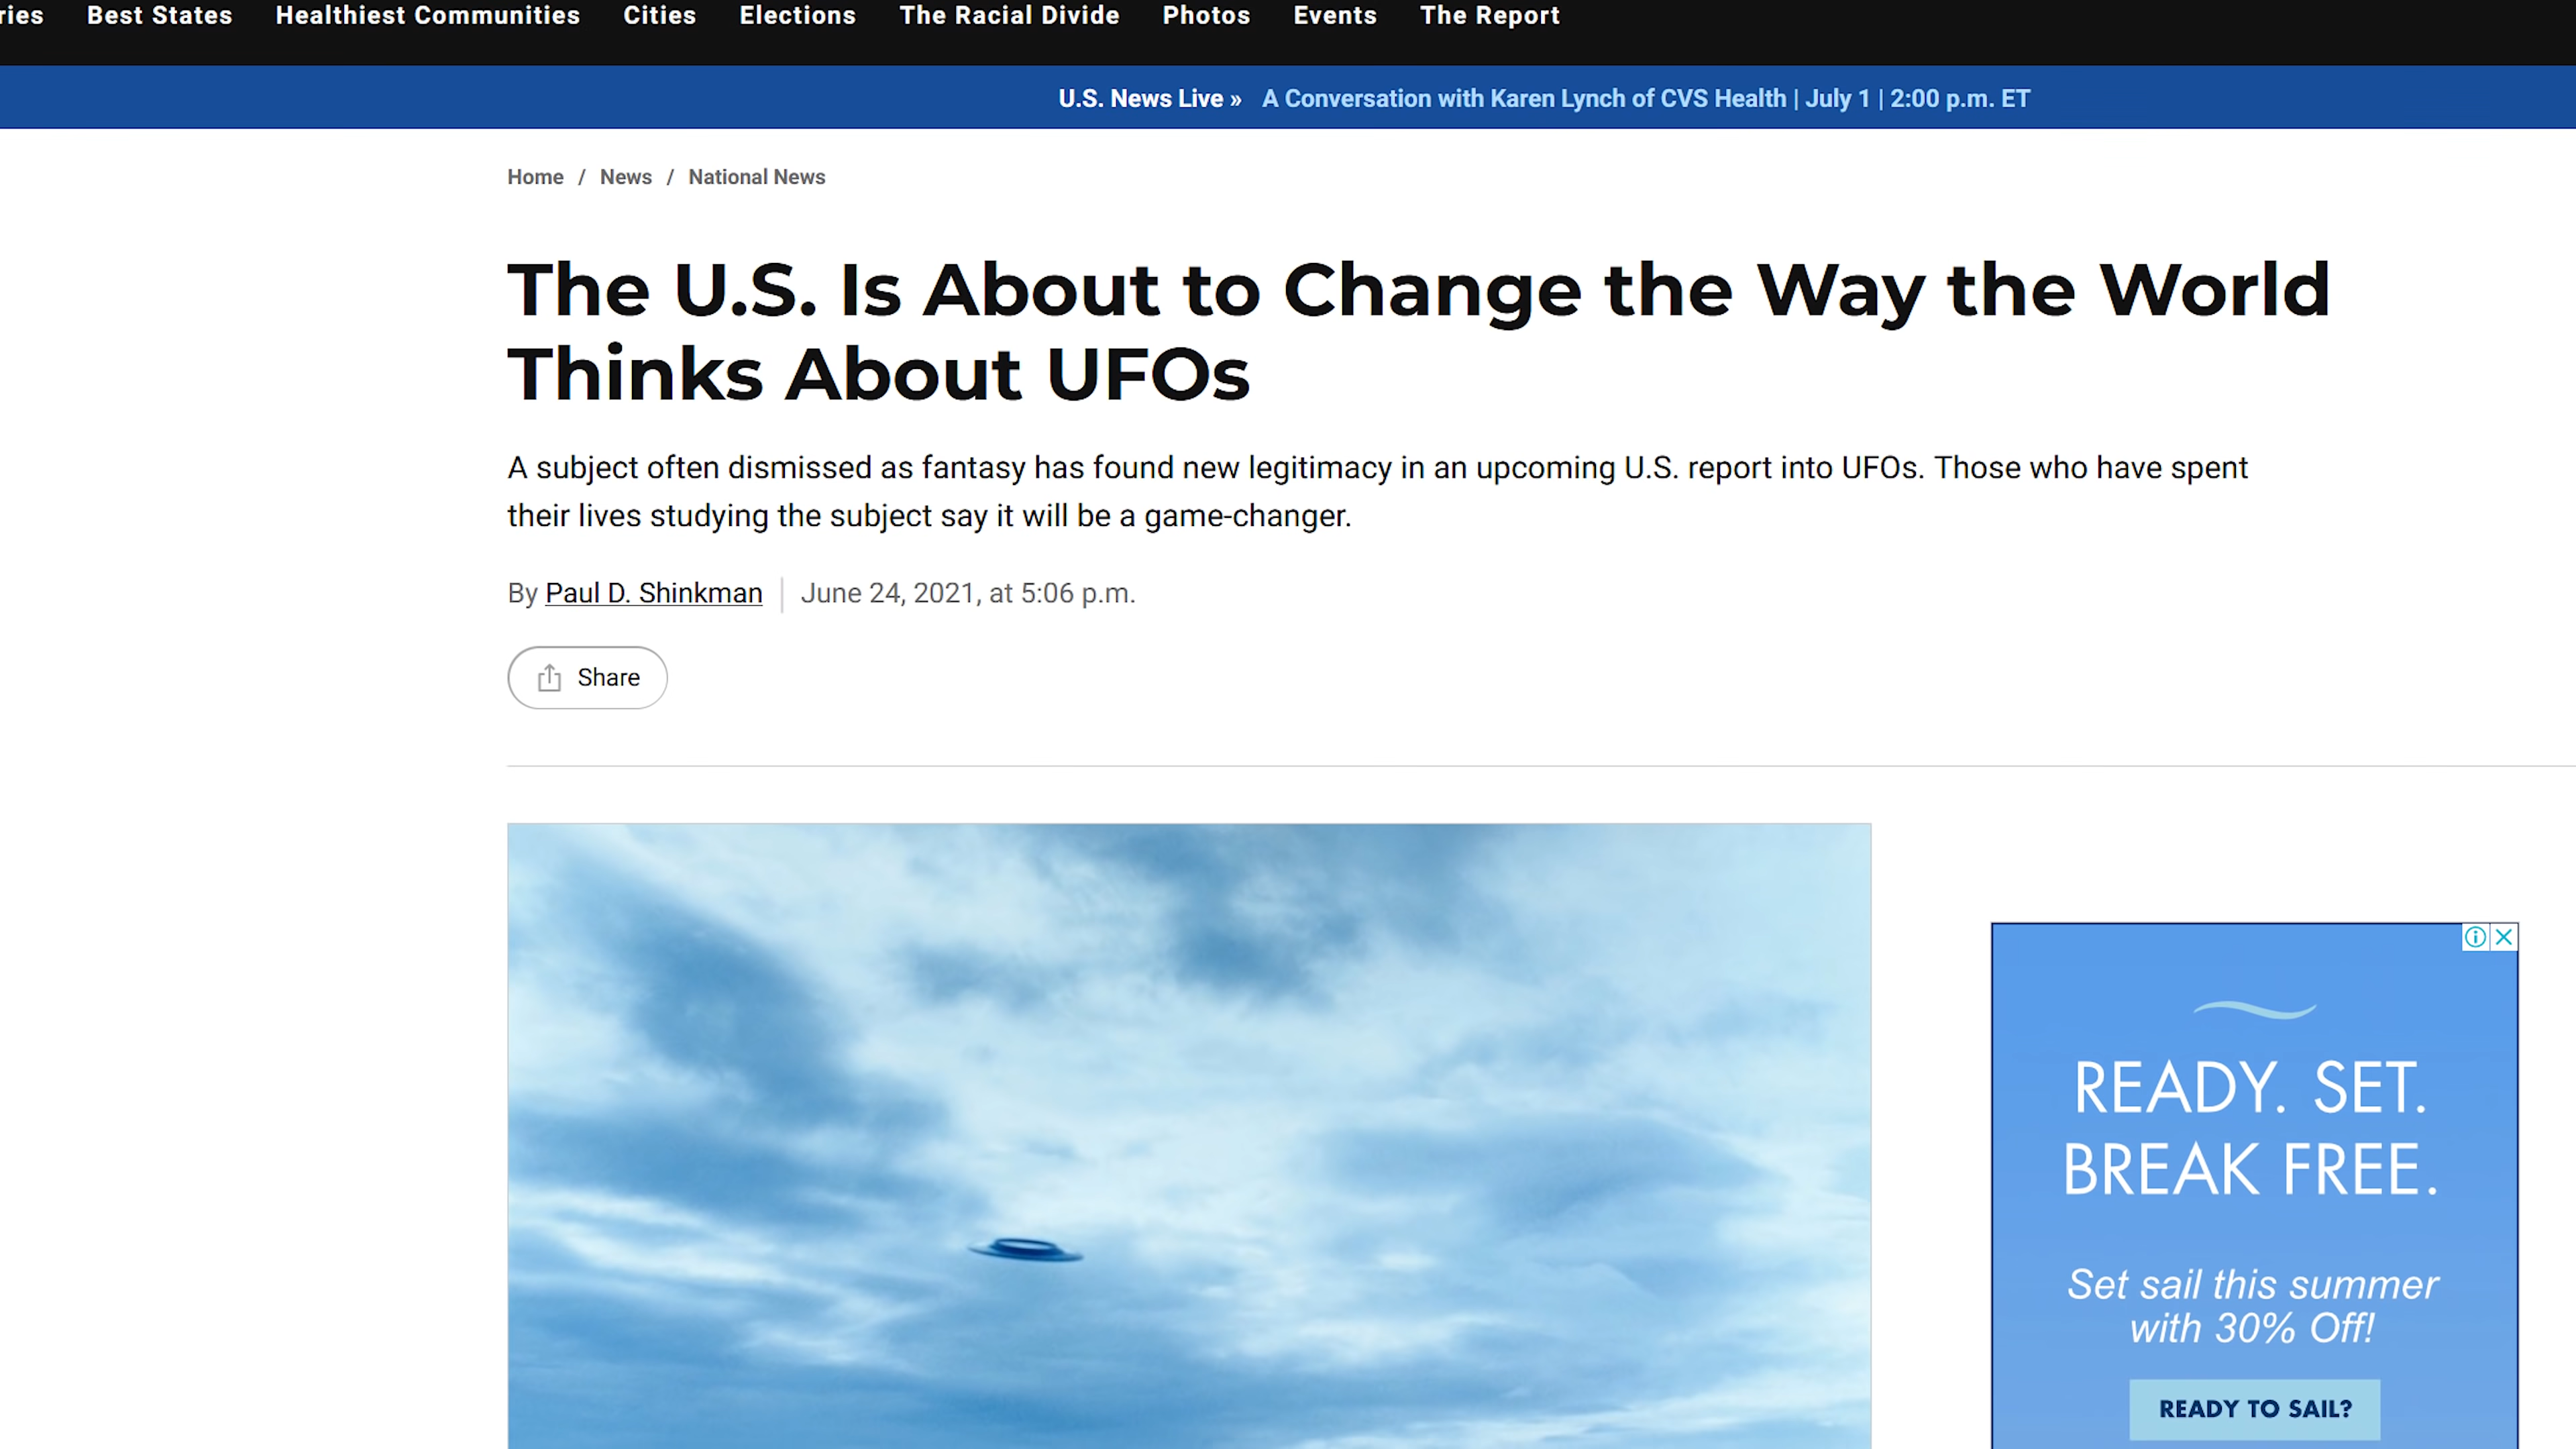 ries Best States Healthiest Communities Cities Elections The Racial Divide Photos Events The Report
U.S. News Live » A Conversation with Karen Lynch of CVS Health | July 1 | 2:00 p.m. ET
Home / News / National News
The U.S. Is About to Change the Way the World
Thinks About UFOs
A subject often dismissed as fantasy has found new legitimacy in an upcoming U.S. report into UFOs. Those who have spent
their lives studying the subject say it will be a game-changer.
By Paul D. Shinkman | June 24, 2021, at 5:06 p.m.
Share
READY. SET.
BREAK FREE.
Set sail this summer
with 30% Off!
READY TO SAIL?